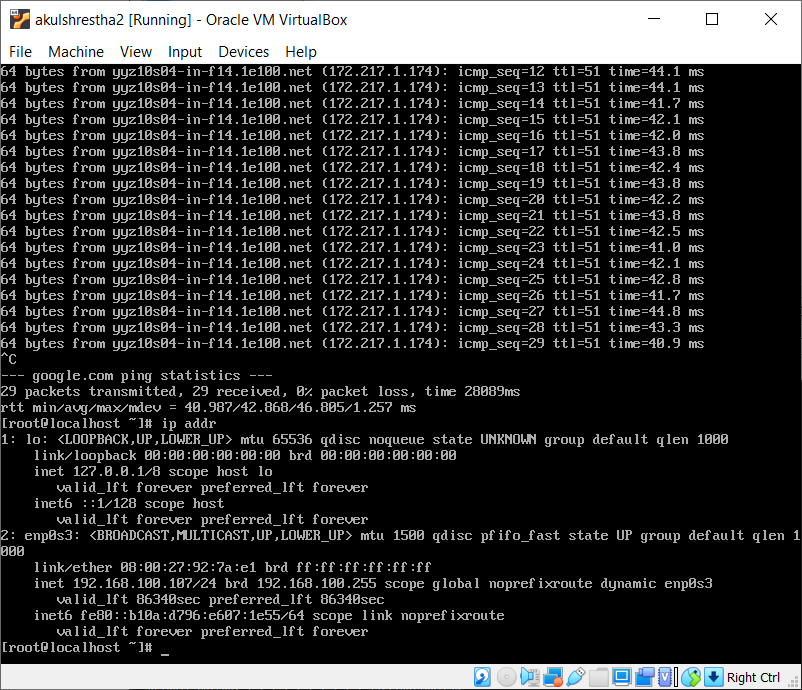 akulshrestha2 [Running] - Oracle VM VirtualBox
File Machine View Input Devices Help
64 bytes from yyz10s04-in-f14.1e100.net (172.217.1.174): icmp_seq=12 ttl=51 time=44.1 ms
64 bytes from yyz10s04-in-f14.1e100.net (172.217.1.174): icmp_seq=13 ttl=51 time=44.1 ms
64 bytes from yyz10s04-in-f14.1e100.net (172.217.1.174): icmp_seq=14 ttl=51 time=41.7 ms
64 bytes from yyz10s04-in-f14.1e100.net (172.217.1.174): icmp_seq=15 ttl=51 time=42.1 ms
64 bytes from yyz10s04-in-f14.1e100.net (172.217.1.174): icmp_seq=16 ttl=51 time=42.0 ms
64 bytes from yyz10s04-in-f14.1e100.net (172.217.1.174): icmp_seq=17 ttl=51 time=43.8 ms
64 bytes from yyz10s04-in-f14.1e100.net (172.217.1.174): icmp_seq=18 ttl=51 time=42.4 ms
64 bytes from yyz10s04-in-f14.1e100.net (172.217.1.174): icmp_seq=19 ttl=51 time=43.8 ms
64 bytes from yyz10s04-in-f14.1e100.net (172.217.1.174): icmp_seq=20 ttl=51 time=42.2 ms
64 bytes from yyz10s04-in-f14.1e100.net (172.217.1.174): icmp_seq=21 ttl=51 time=43.8 ms
64 bytes from yyz10s04-in-f14.1e100.net (172.217.1.174): icmp_seq=22 ttl=51 time=42.5 ms
64 bytes from yyz10s04-in-f14.1e100.net (172.217.1.174): icmp_seq=23 ttl=51 time=41.0 ms
64 bytes from yyz10s04-in-f14.1e100.net (172.217.1.174): icmp_seq=24 ttl=51 time=42.1 ms
64 bytes from yyz10s04-in-f14.1e100.net (172.217.1.174): icmp_seq=25 ttl=51 time=42.8 ms
64 bytes from yyz10s04-in-f14.1e100.net (172.217.1.174): icmp_seq=26 ttl=51 time=41.7 ms
64 bytes from yyz10s04-in-f14.1e100.net (172.217.1.174): icmp_seq=27 ttl=51 time=44.8 ms
64 bytes from yyz10s04-in-f14.1e100.net (172.217.1.174): icmp_seq=28 ttl=51 time=43.3 ms
64 bytes from yyz10s04-in-f14.1e100.net (172.217.1.174): icmp_seq=29 ttl=51 time=40.9 ms
^C
--- google.com ping statistics ---
29 packets transmitted, 29 received, 0% packet loss, time 28089ms
rtt min/avg/max/mdev = 40.987/42.868/46.805/1.257 ms
[root@localhost ~]# ip addr
1: lo: <LOOPBACK,UP,LOWER_UP> mtu 65536 qdisc noqueue state UNKNOWN group default qlen 1000
    link/loopback 00:00:00:00:00:00 brd 00:00:00:00:00:00
    inet 127.0.0.1/8 scope host lo
       valid_lft forever preferred_lft forever
    inet6 ::1/128 scope host
       valid_lft forever preferred_lft forever
2: enp0s3: <BROADCAST,MULTICAST,UP,LOWER_UP> mtu 1500 qdisc pfifo_fast state UP group default qlen 1
000
    link/ether 08:00:27:92:7a:e1 brd ff:ff:ff:ff:ff:ff
    inet 192.168.100.107/24 brd 192.168.100.255 scope global noprefixroute dynamic enp0s3
       valid_lft 86340sec preferred_lft 86340sec
    inet6 fe80::b10a:d796:e607:1e55/64 scope link noprefixroute
       valid_lft forever preferred_lft forever
[root@localhost ~]# _
Right Ctrl